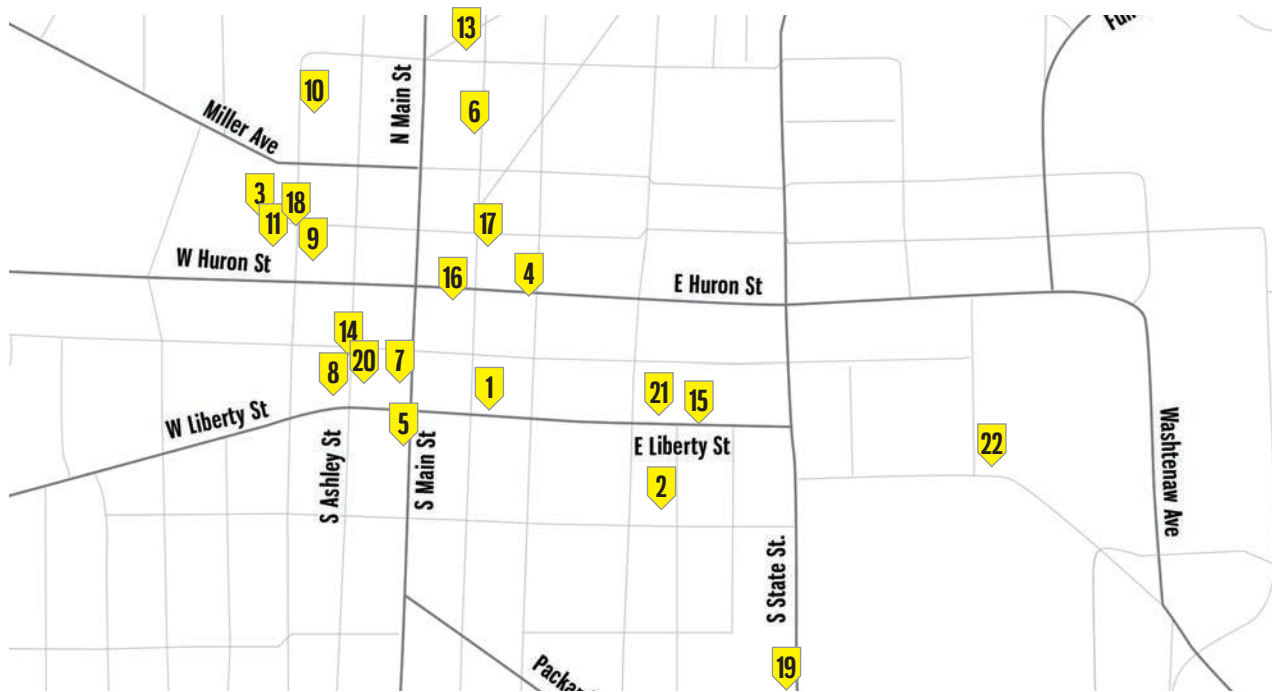 13
Full
10
6
N Main St
Miller Ave
3
18
11
9
17
W Huron St
16
4
E Huron St
14
20
7
8
1
21
15
5
W Liberty St
E Liberty St
22
2
S Ashley St
S Main St
Washtenaw Ave
S State St.
19
Packar